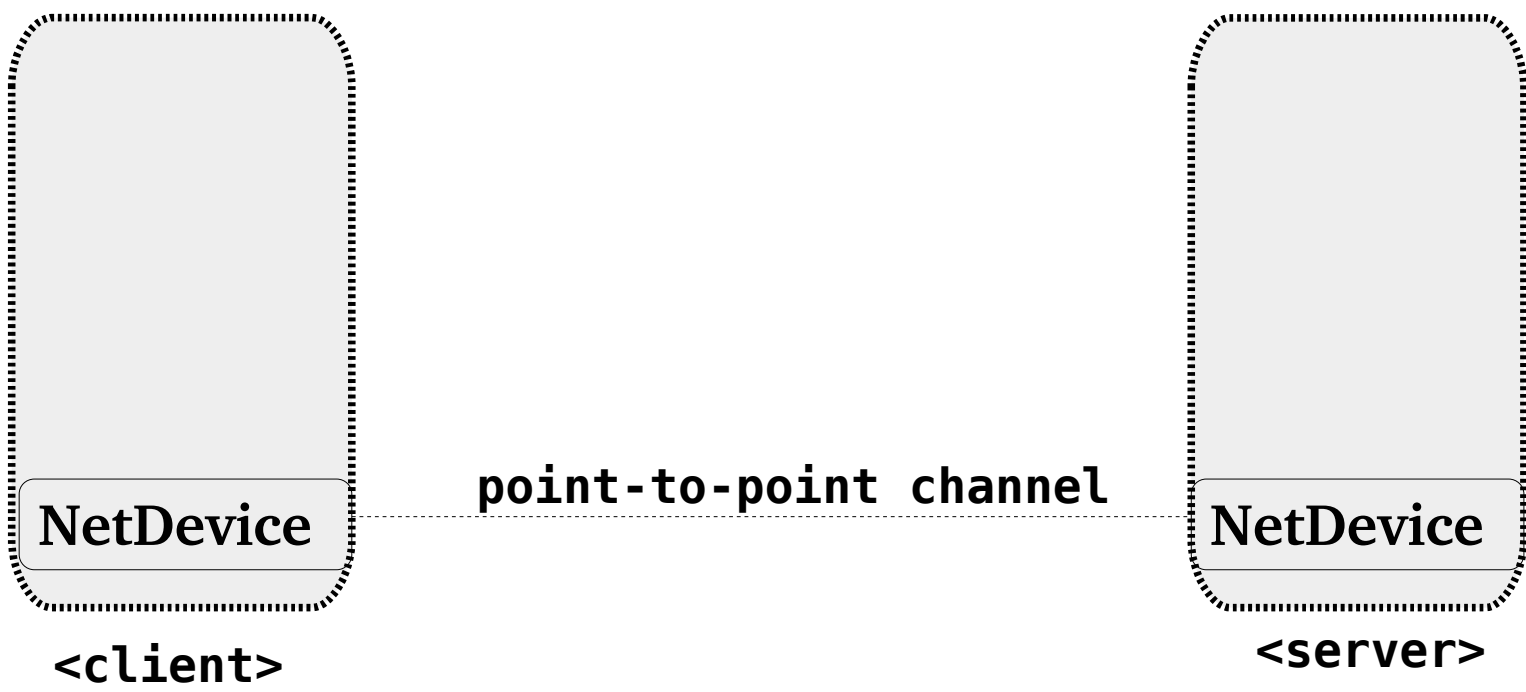 point-to-point channel
NetDevice
NetDevice
<client>
<server>